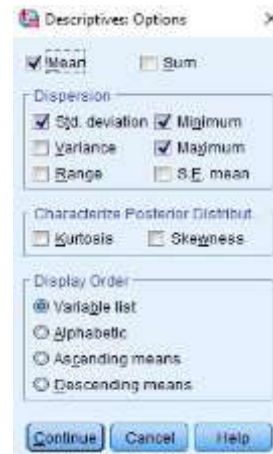 Descriptives: Options
Mean Sum
Dispersion
Std. deviation Minimum
Variance Maximum
Range S.E. mean
Characterize Posterior Distribut.
Kurtosis Skewness
Display Order
Variable list
Alphabetic
Ascending means
Descending means
Continue Cancel Help